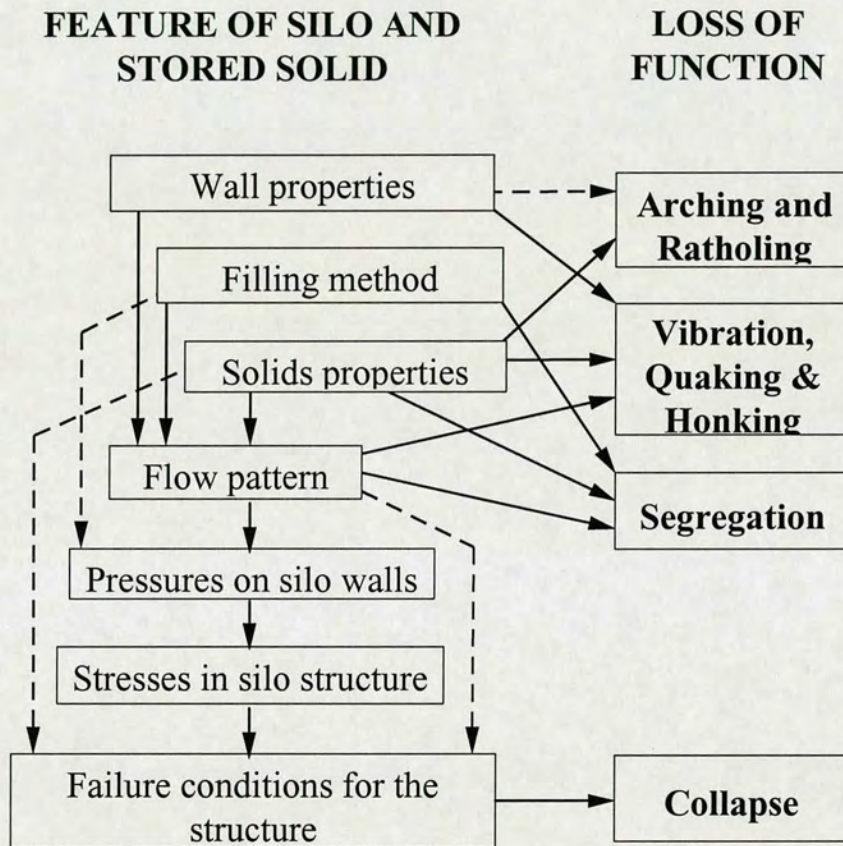 FEATURE OF SILO AND
STORED SOLID
LOSS OF
FUNCTION
Wall properties
Filling method
Solids properties
Flow pattern
Pressures on silo walls
Stresses in silo structure
Failure conditions for the
structure
Arching and
Ratholing
Vibration,
Quaking &
Honking
Segregation
Collapse